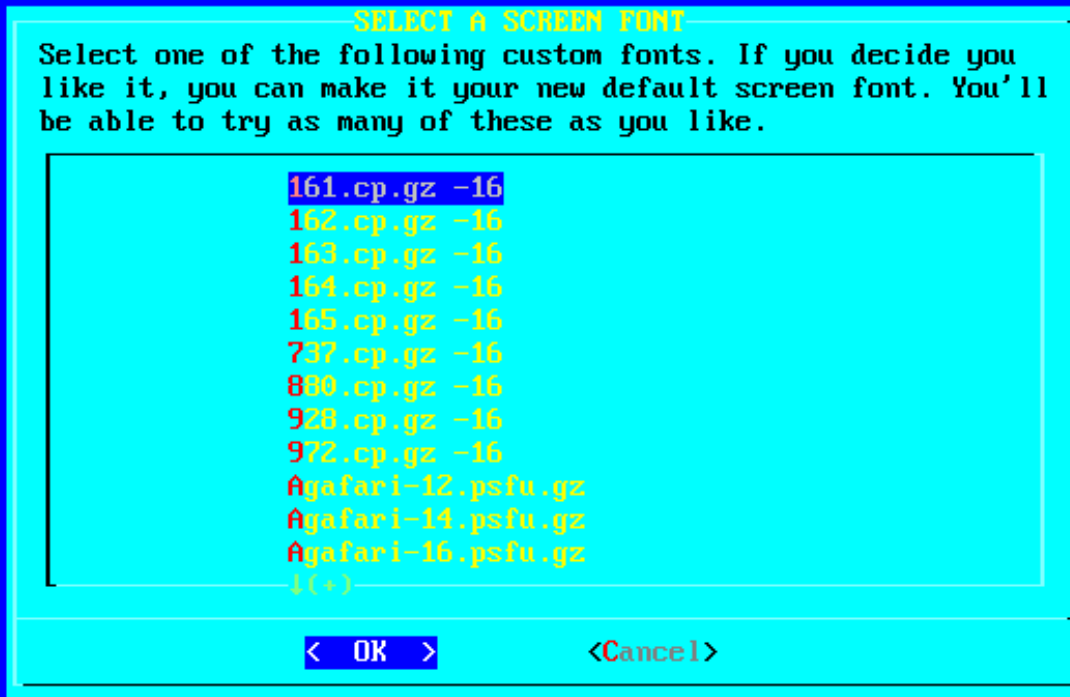 SELECT A SCREEN FONT
Select one of the following custom fonts. If you decide you
like it, you can make it your new default screen font. You'll
be able to try as many of these as you like.
161.cp.gz -16
162.cp.gz -16
163.cp.gz -16
164.cp.gz -16
165.cp.gz -16
737.cp.gz -16
880.cp.gz -16
928.cp.gz -16
972.cp.gz -16
Agafari-12.psfu.gz
Agafari-14.psfu.gz
Agafari-16.psfu.gz
↓(+)
< OK > <Cancel>